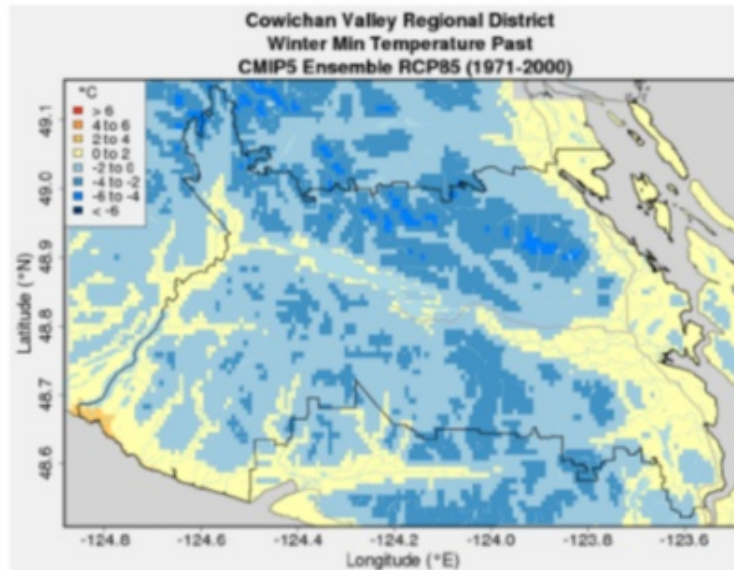 Cowichan Valley Regional District
Winter Min Temperature Past
CMIP5 Ensemble RCP85 (1971-2000)
°C
> 6
4 to 6
2 to 4
0 to 2
-2 to 0
-4 to -2
-6 to -4
< -6
Latitude (°N)
49.1
49.0
48.9
48.8
48.7
48.6
-124.8
-124.6
-124.4
-124.2
-124.0
-123.8
-123.6
Longitude (°E)